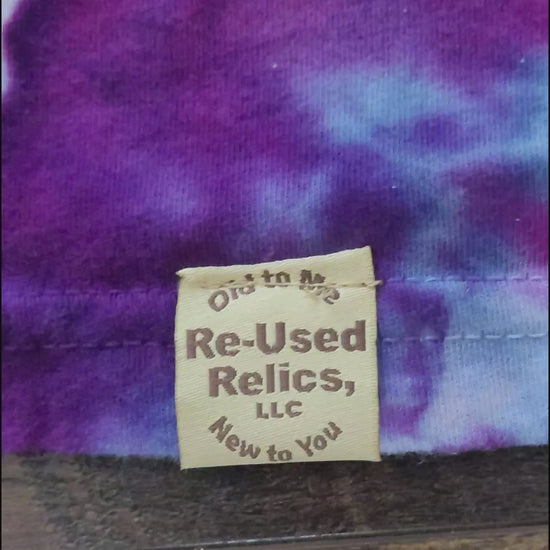 Old to Me
Re-Used
Relics,
LLC
New to You